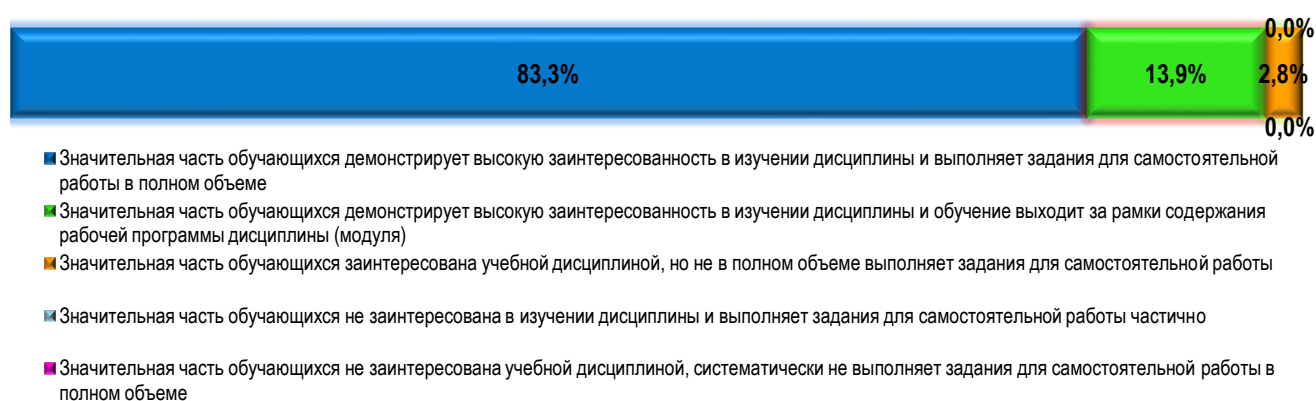 0,0%
83,3%
13,9%
2,8%
0,0%
Значительная часть обучающихся демонстрирует высокую заинтересованность в изучении дисциплины и выполняет задания для самостоятельной
работы в полном объеме
Значительная часть обучающихся демонстрирует высокую заинтересованность в изучении дисциплины и обучение выходит за рамки содержания
рабочей программы дисциплины (модуля)
Значительная часть обучающихся заинтересована учебной дисциплиной, но не в полном объеме выполняет задания для самостоятельной работы
Значительная часть обучающихся не заинтересована в изучении дисциплины и выполняет задания для самостоятельной работы частично
Значительная часть обучающихся не заинтересована учебной дисциплиной, систематически не выполняет задания для самостоятельной работы в
полном объеме